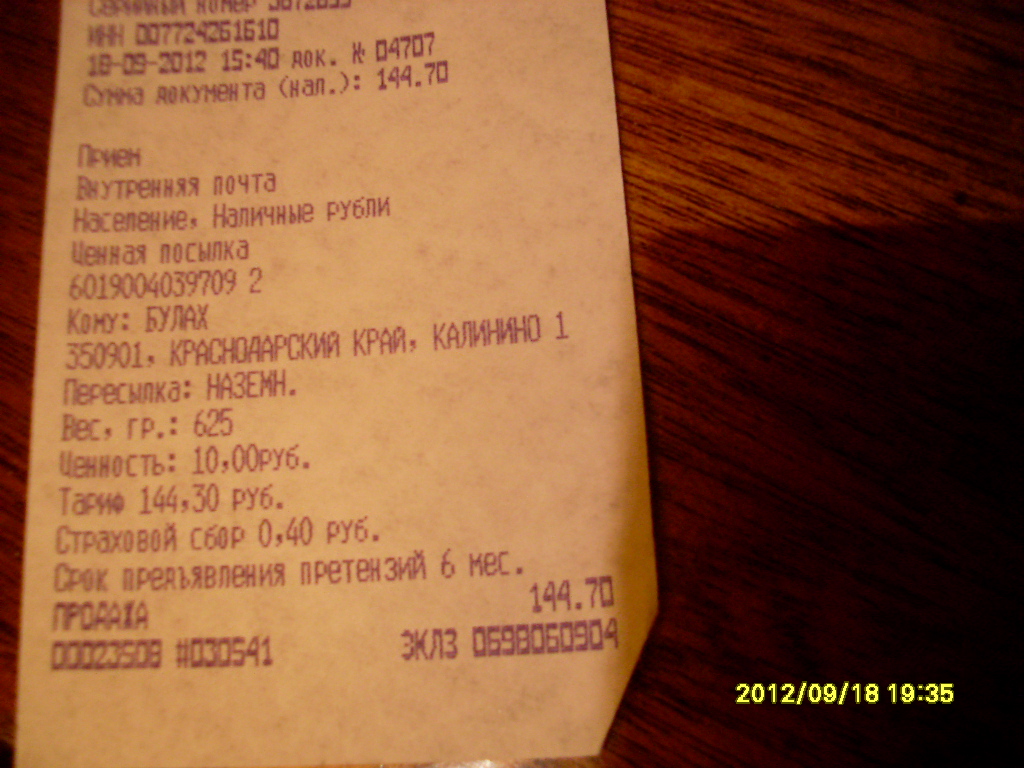 ИНН 007724261610
18-09-2012 15:40 док. № 04707
Сумма документа (нал.): 144.70
Прием
Внутренняя почта
Население, Наличные рубли
Ценная посылка
6019004039709 2
Кому: БУЛАХ
350901, КРАСНОДАРСКИЙ КРАЙ, КАЛИНИНО 1
Пересылка: НАЗЕМН.
Вес, гр.: 625
Ценность: 10,00руб.
Тариф 144,30 руб.
Страховой сбор 0,40 руб.
Срок предъявления претензий 6 мес.
ПРОДАЖА 144.70
00023508 #030541 ЭКЛЗ 0698060904
2012/09/18 19:35